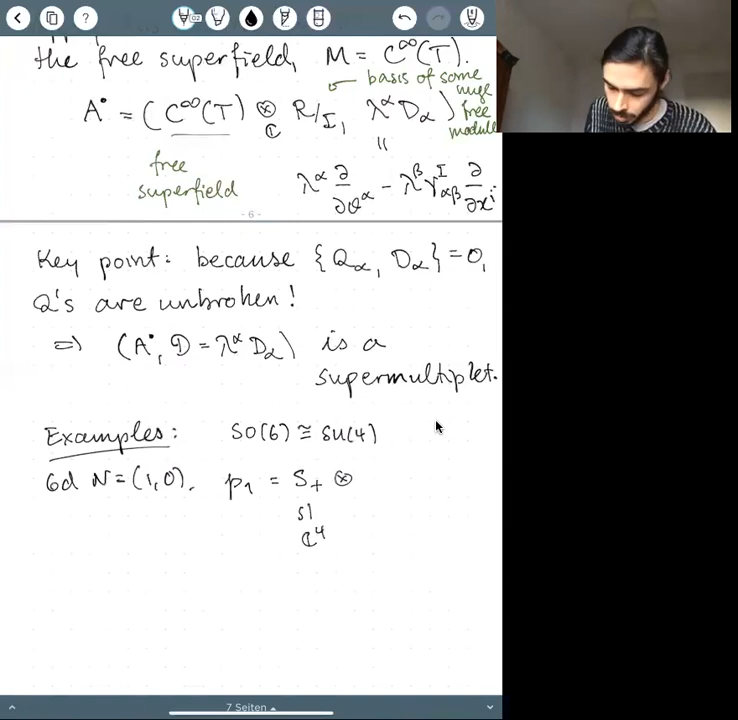 the free superfield, M = C^∞(T).
basis of some
A• = (C^∞(T) ⊗_C R/I, λ^α D_α) free
module
=
free
superfield
λ^α ∂/∂θ^α - λ^β γ^i_αβ ∂/∂x^i
- 6 -
Key point: because {Q_α, D_α} = 0,
Q's are unbroken!
⇒ (A•, D = λ^α D_α) is a
supermultiplet.
Examples: so(6) ≅ su(4)
6d N=(1,0). p_1 = S_+ ⊗
≅
C^4
7 Seiten